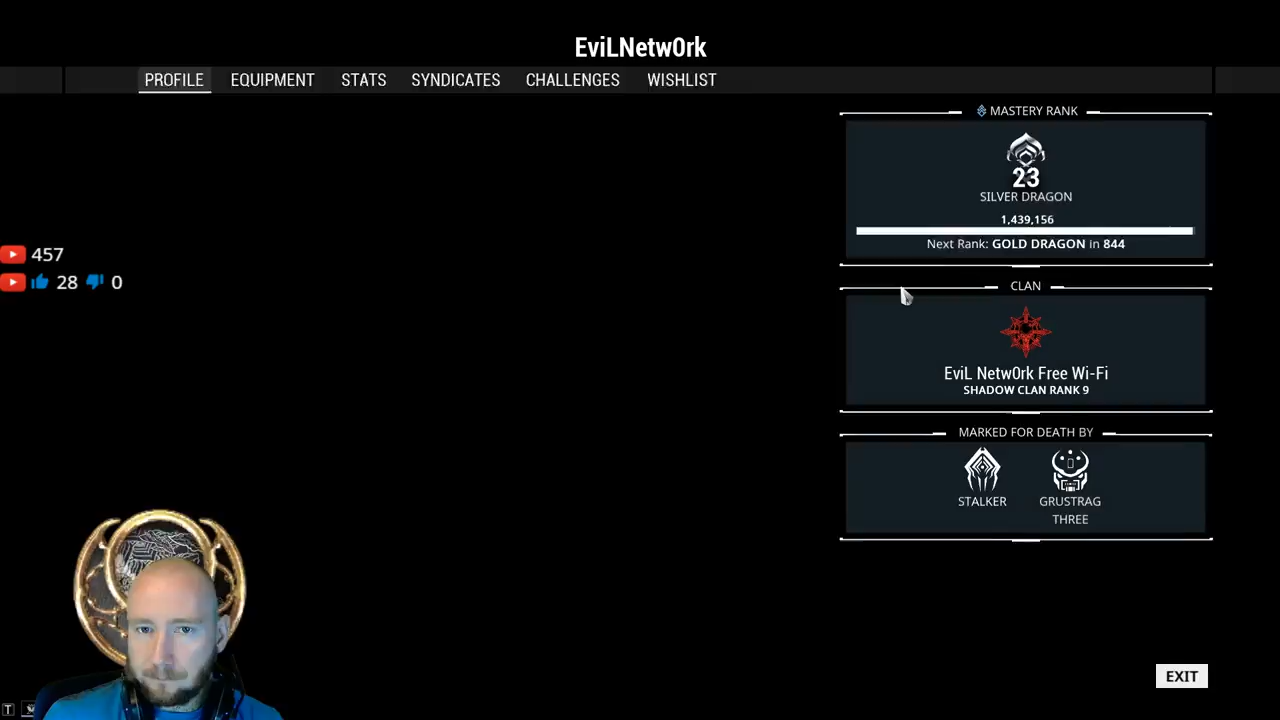 EviLNetw0rk
PROFILE EQUIPMENT STATS SYNDICATES CHALLENGES WISHLIST
MASTERY RANK
23
SILVER DRAGON
1,439,156
Next Rank: GOLD DRAGON in 844
457
28 0
CLAN
EviL Netw0rk Free Wi-Fi
SHADOW CLAN RANK 9
MARKED FOR DEATH BY
STALKER
GRUSTRAG
THREE
EXIT
T